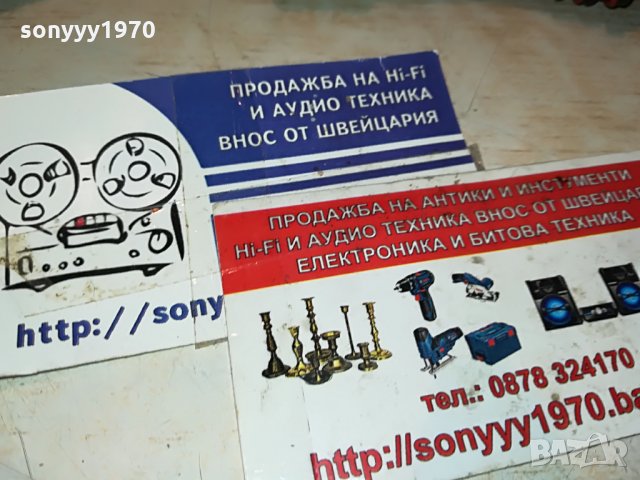 sonyyy1970
ПРОДАЖБА НА Hi-Fi
И АУДИО ТЕХНИКА
ВНОС ОТ ШВЕЙЦАРИЯ
http://sony
ПРОДАЖБА НА АНТИКИ И
Hi-Fi И АУДИО ТЕХНИКА ВНОС ОТ ШВЕЙЦА
ЕЛЕКТРОНИКА И БИТОВА ТЕХНИКА
тел.: 0878 324170
http://sonyyy1970.ba
BAZAR